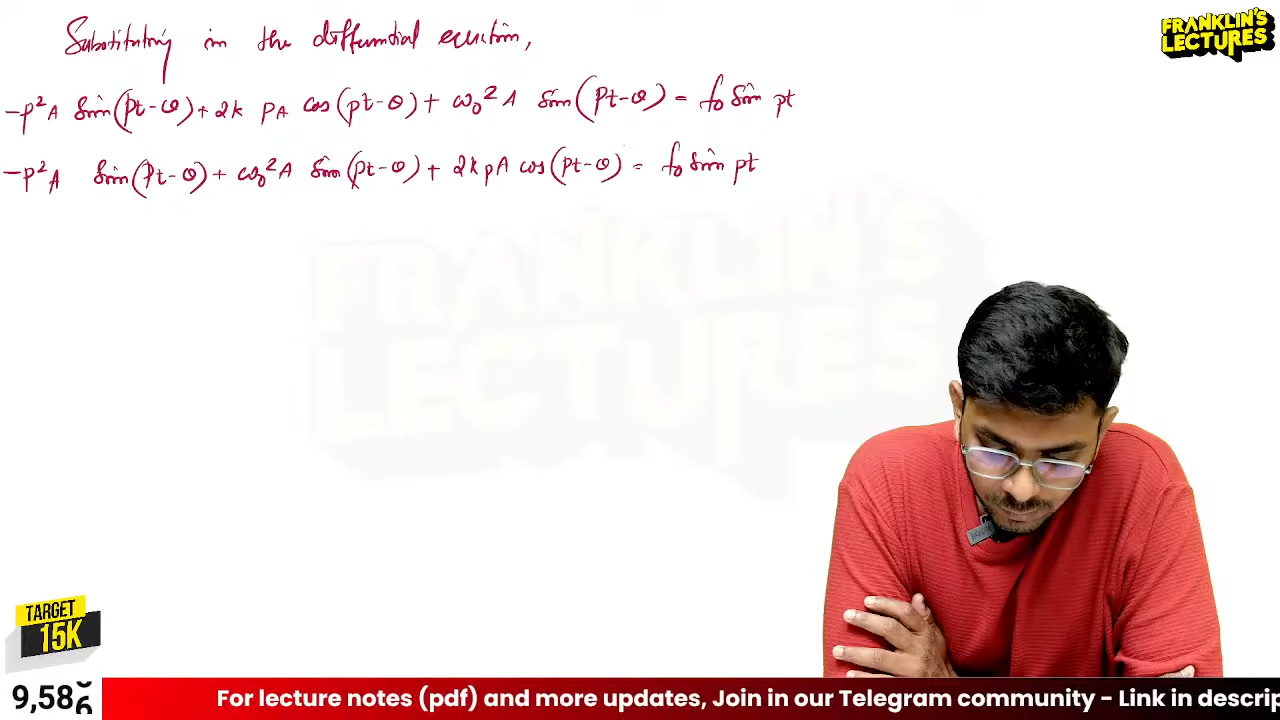 Substituting in the differential equation,
FRANKLIN'S
LECTURES
-p²A Sin(pt-θ)+2k pA cos(pt-θ)+ω₀²A sin(pt-θ) = f₀ Sin pt
-p²A Sin(pt-θ)+ω₀²A Sin(pt-θ)+2kpA cos(pt-θ) = f₀ Sin pt
FRANKLIN'S
LECTURES
TARGET
15K
9,58
For lecture notes (pdf) and more updates, Join in our Telegram community - Link in descrip